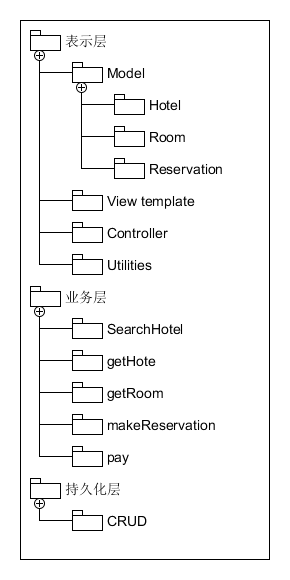 表示层
Model
Hotel
Room
Reservation
View template
Controller
Utilities
业务层
SearchHotel
getHote
getRoom
makeReservation
pay
持久化层
CRUD